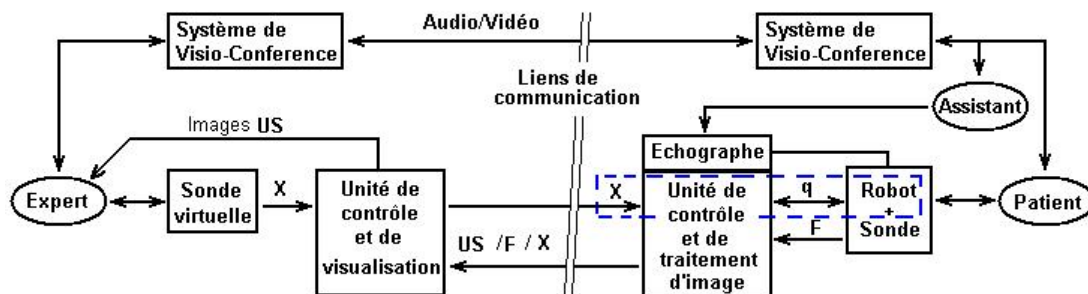 Système de
Visio-Conference
Audio/Vidéo
Système de
Visio-Conference
Liens de
communication
Assistant
Images US
Echographe
Expert
Sonde
virtuelle
X
Unité de
contrôle
et de
visualisation
X
Unité de
contrôle
et de
traitement
d'image
q
F
Robot
+
Sonde
Patient
US /F / X